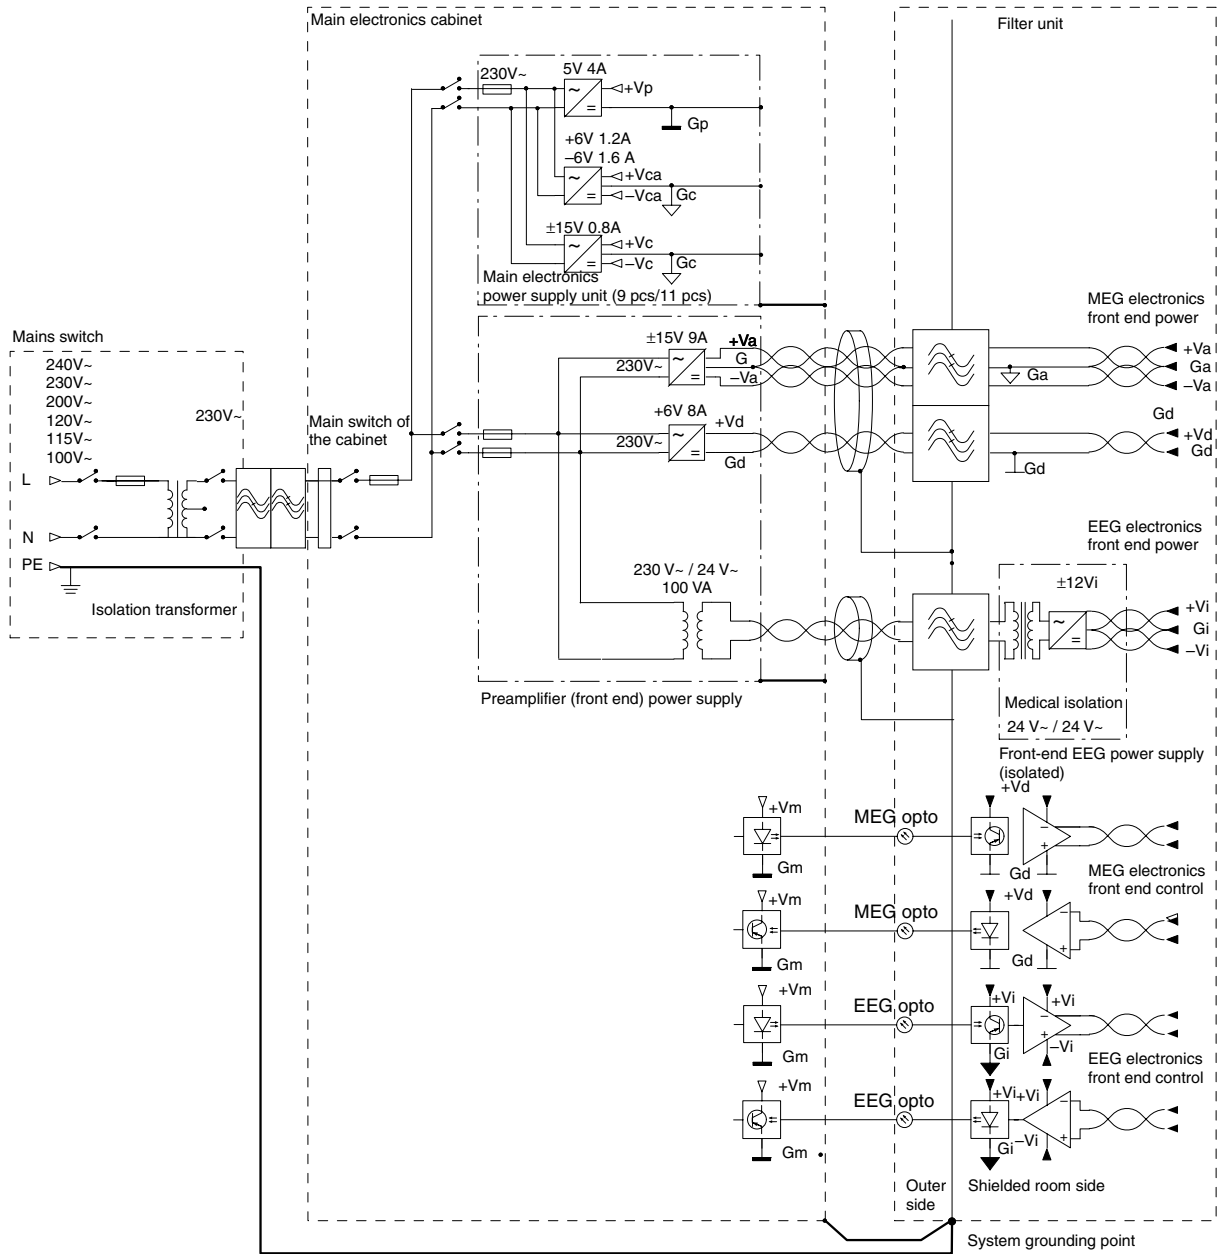 Main electronics cabinet
Filter unit
230V~
5V 4A
+Vp
~
=
Gp
+6V 1.2A
–6V 1.6 A
+Vca
–Vca
~
=
Gc
±15V 0.8A
+Vc
–Vc
~
=
Gc
Main electronics
power supply unit (9 pcs/11 pcs)
MEG electronics
front end power
Mains switch
240V~
230V~
200V~
120V~
115V~
100V~
230V~
L
N
PE
Isolation transformer
Main switch of
the cabinet
±15V 9A
230V~
~
=
+Va
G
–Va
+6V 8A
230V~
~
=
+Vd
Gd
Ga
+Va
Ga
–Va
Gd
Gd
+Vd
Gd
EEG electronics
front end power
230 V~ / 24 V~
100 VA
Preamplifier (front end) power supply
±12Vi
~
=
+Vi
Gi
–Vi
Medical isolation
24 V~ / 24 V~
Front-end EEG power supply
(isolated)
+Vm
MEG opto
Gm
+Vd
Gd
–
+
MEG electronics
front end control
+Vm
MEG opto
Gm
+Vd
Gd
–
+
+Vm
EEG opto
Gm
+Vi
Gi
+Vi
–Vi
–
+
EEG electronics
front end control
+Vm
EEG opto
Gm
+Vi
+Vi
Gi
–Vi
–
+
Outer
side
Shielded room side
System grounding point